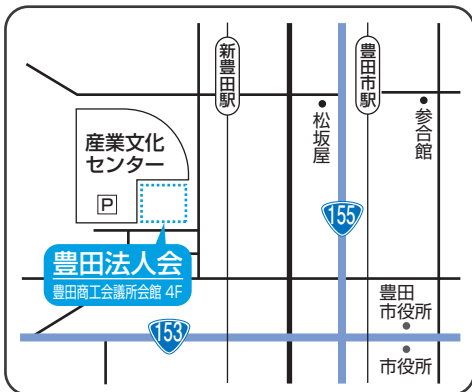 新豊田駅
豊田市駅
松坂屋
参合館
産業文化
センター
P
155
豊田法人会
豊田商工会議所会館 4F
豊田
市役所
153
市役所